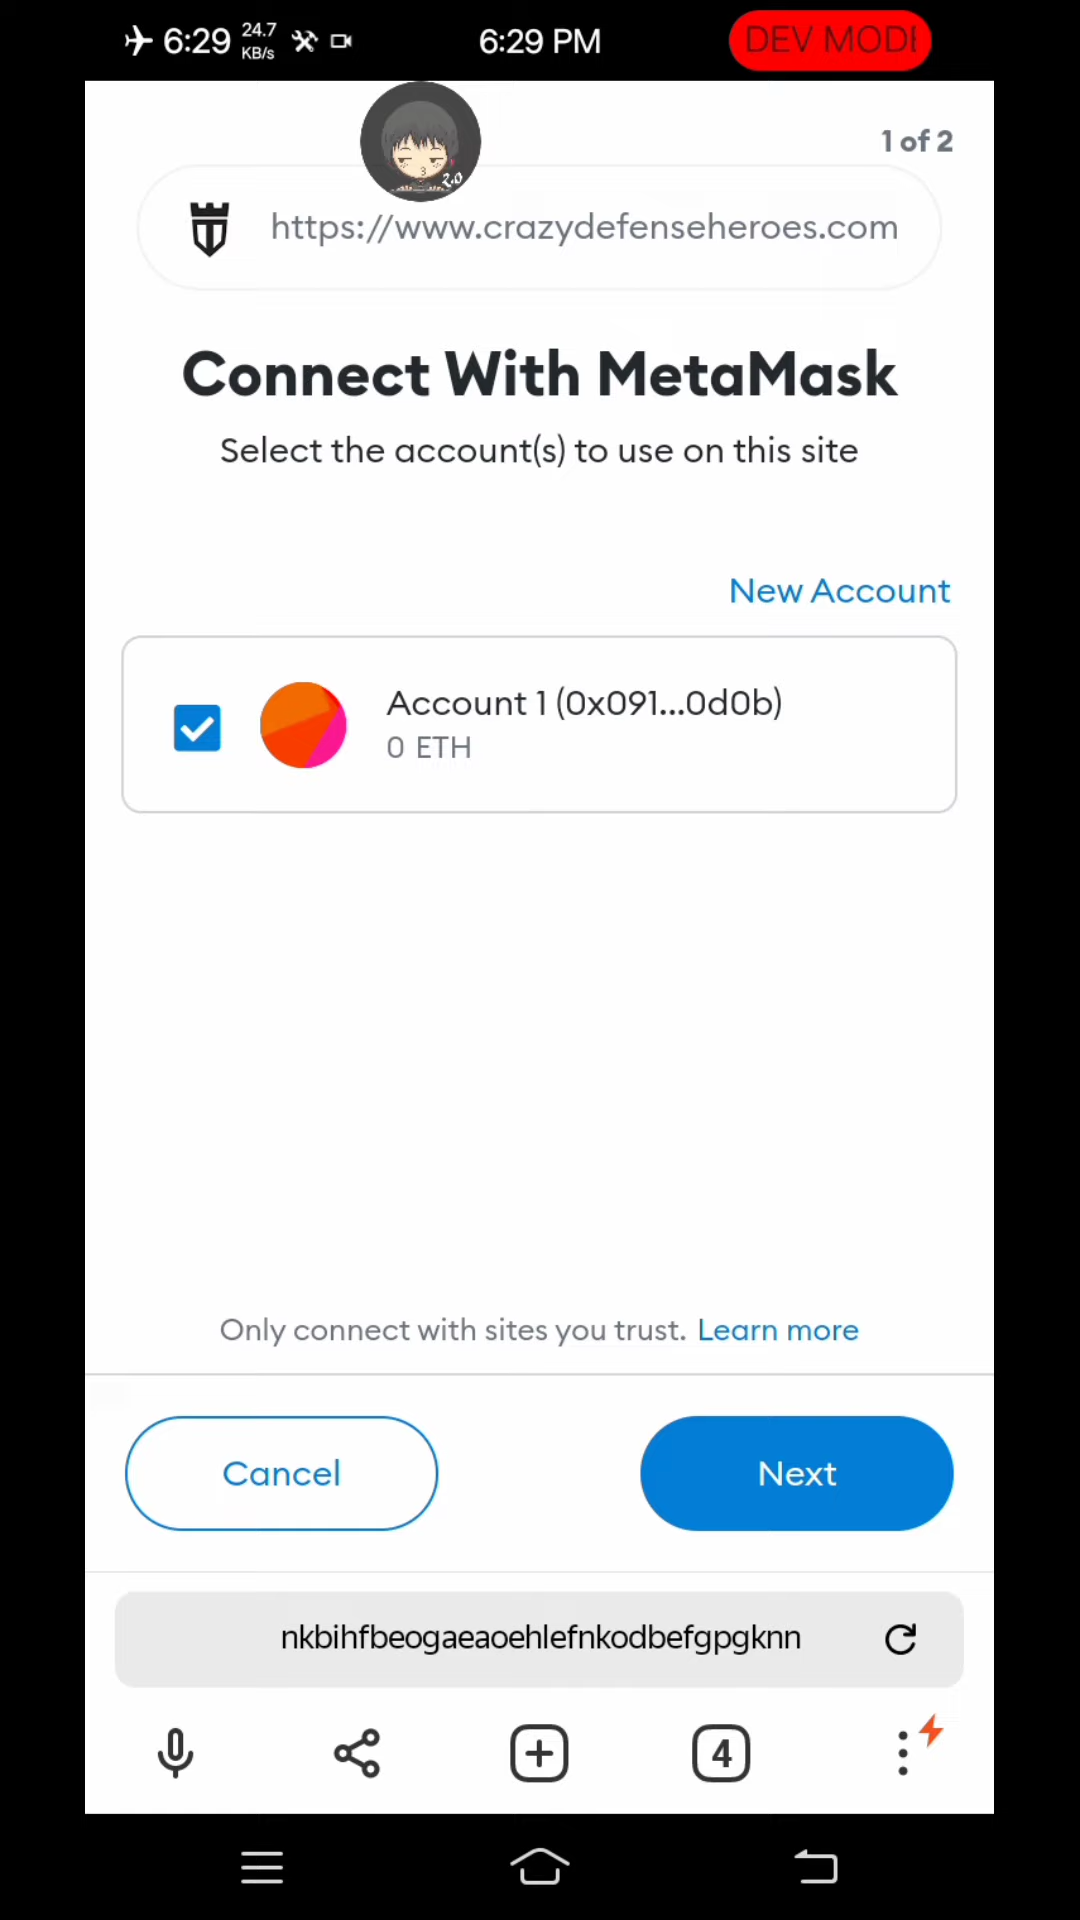 6:29 24.7 KB/s 6:29 PM DEV MODE
2.0
1 of 2
https://www.crazydefenseheroes.com
Connect With MetaMask
Select the account(s) to use on this site
New Account
Account 1 (0x091...0d0b)
0 ETH
Only connect with sites you trust. Learn more
Cancel Next
nkbihfbeogaeaoehlefnkodbefgpgknn
4